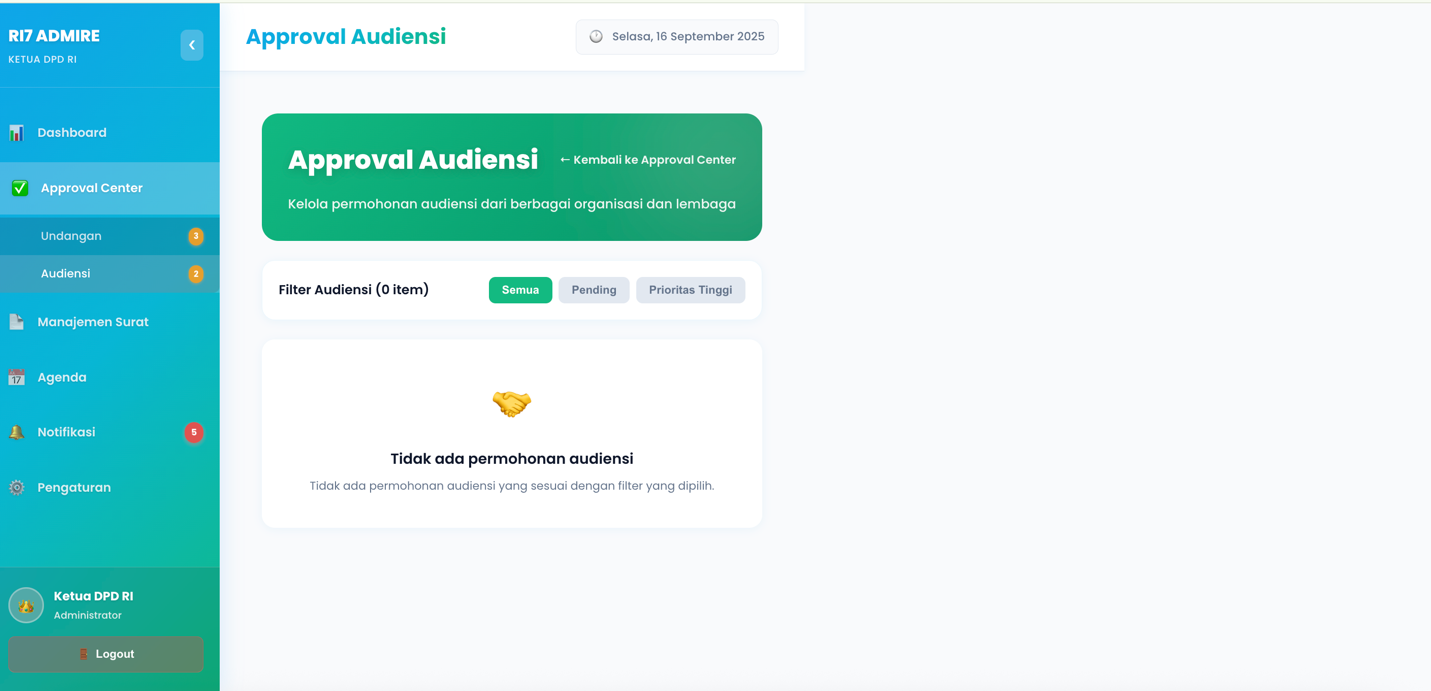 RI7 ADMIRE
KETUA DPD RI
Dashboard
Approval Center
Undangan 3
Audiensi 2
Manajemen Surat
17
Agenda
Notifikasi 5
Pengaturan
Ketua DPD RI
Administrator
Logout
Approval Audiensi
Selasa, 16 September 2025
Approval Audiensi
← Kembali ke Approval Center
Kelola permohonan audiensi dari berbagai organisasi dan lembaga
Filter Audiensi (0 item)
Semua
Pending
Prioritas Tinggi
Tidak ada permohonan audiensi
Tidak ada permohonan audiensi yang sesuai dengan filter yang dipilih.